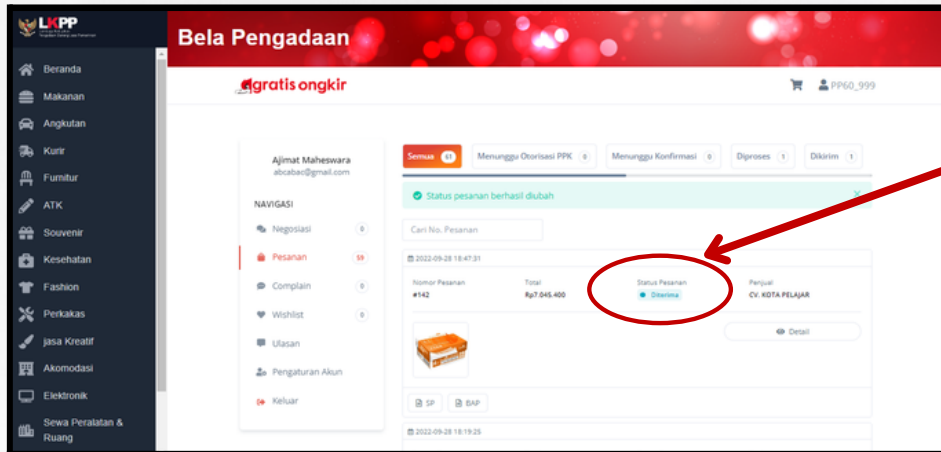 LKPP
Bela Pengadaan
Beranda
Makanan
Angkutan
Kurir
Furnitur
ATK
Souvenir
Kesehatan
Fashion
Perkakas
jasa Kreatif
Akomodasi
Elektronik
Sewa Peralatan &
Ruang
gratis ongkir
PP60_999
Ajimat Maheswara
abcabac@gmail.com
NAVIGASI
Negosiasi 0
Pesanan 59
Complain 0
Wishlist 0
Ulasan
Pengaturan Akun
Keluar
Semua 61 Menunggu Otorisasi PPK 0 Menunggu Konfirmasi 0 Diproses 1 Dikirim 1
Status pesanan berhasil diubah
Cari No. Pesanan
2022-09-28 18:47:31
Nomor Pesanan Total Status Pesanan Penjual
#142 Rp7.045.400 Diterima CV. KOTA PELAJAR
Detail
SP BAP
2022-09-28 18:19:25